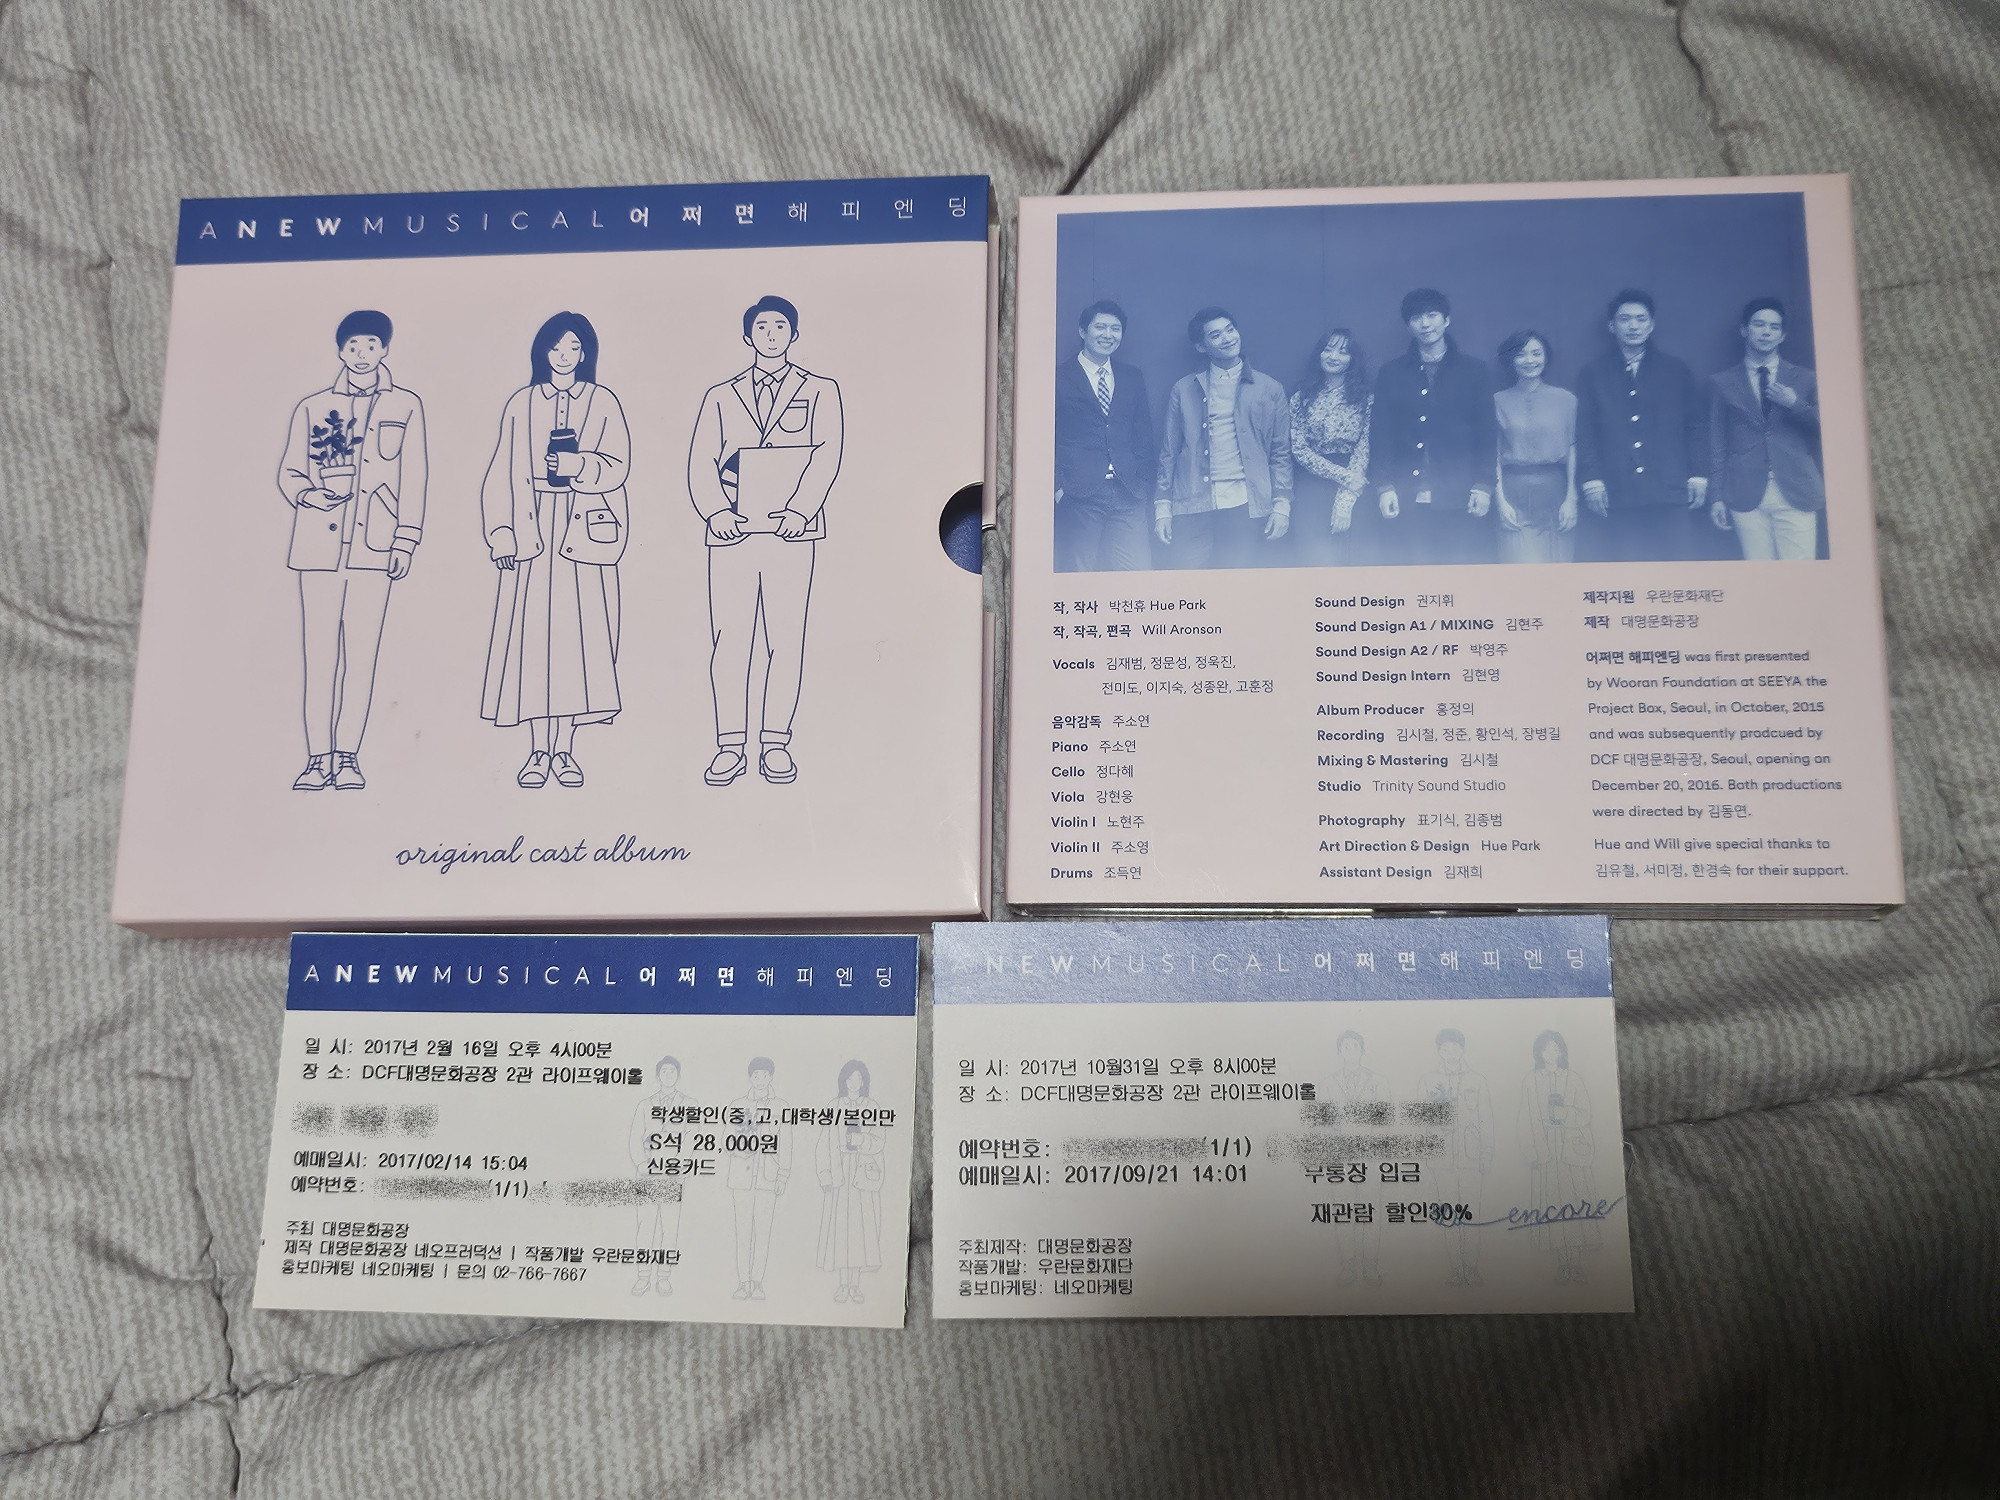 A NEW MUSICAL 어쩌면 해피엔딩
original cast album
작, 작사 박천휴 Hue Park
작, 작곡, 편곡 Will Aronson
Vocals 김재범, 정문성, 정욱진,
전미도, 이지숙, 성종완, 고훈정
음악감독 주소연
Piano 주소연
Cello 정다혜
Viola 강현웅
Violin I 노현주
Violin II 주소영
Drums 조득연
Sound Design 권지휘
Sound Design A1 / MIXING 김현주
Sound Design A2 / RF 박영주
Sound Design Intern 김현영
Album Producer 홍정의
Recording 김시철, 정준, 황인석, 장병길
Mixing & Mastering 김시철
Studio Trinity Sound Studio
Photography 표기식, 김종범
Art Direction & Design Hue Park
Assistant Design 김재희
제작지원 우란문화재단
제작 대명문화공장
어쩌면 해피엔딩 was first presented
by Wooran Foundation at SEEYA the
Project Box, Seoul, in October, 2015
and was subsequently prodcued by
DCF 대명문화공장, Seoul, opening on
December 20, 2016. Both productions
were directed by 김동연.
Hue and Will give special thanks to
김유철, 서미정, 한경숙 for their support.
A NEW MUSICAL 어쩌면 해피엔딩
일 시: 2017년 2월 16일 오후 4시00분
장 소: DCF대명문화공장 2관 라이프웨이홀
학생할인(중,고,대학생/본인만
S석 28,000원
신용카드
예매일시: 2017/02/14 15:04
예약번호: (1/1)
주최 대명문화공장
제작 대명문화공장 네오프러덕션 | 작품개발 우란문화재단
홍보마케팅 네오마케팅 | 문의 02-766-7667
A NEW MUSICAL 어쩌면 해피엔딩
일 시: 2017년 10월31일 오후 8시00분
장 소: DCF대명문화공장 2관 라이프웨이홀
예약번호: (1/1)
예매일시: 2017/09/21 14:01
무통장 입금
재관람 할인30%
encore
주최제작: 대명문화공장
작품개발: 우란문화재단
홍보마케팅: 네오마케팅